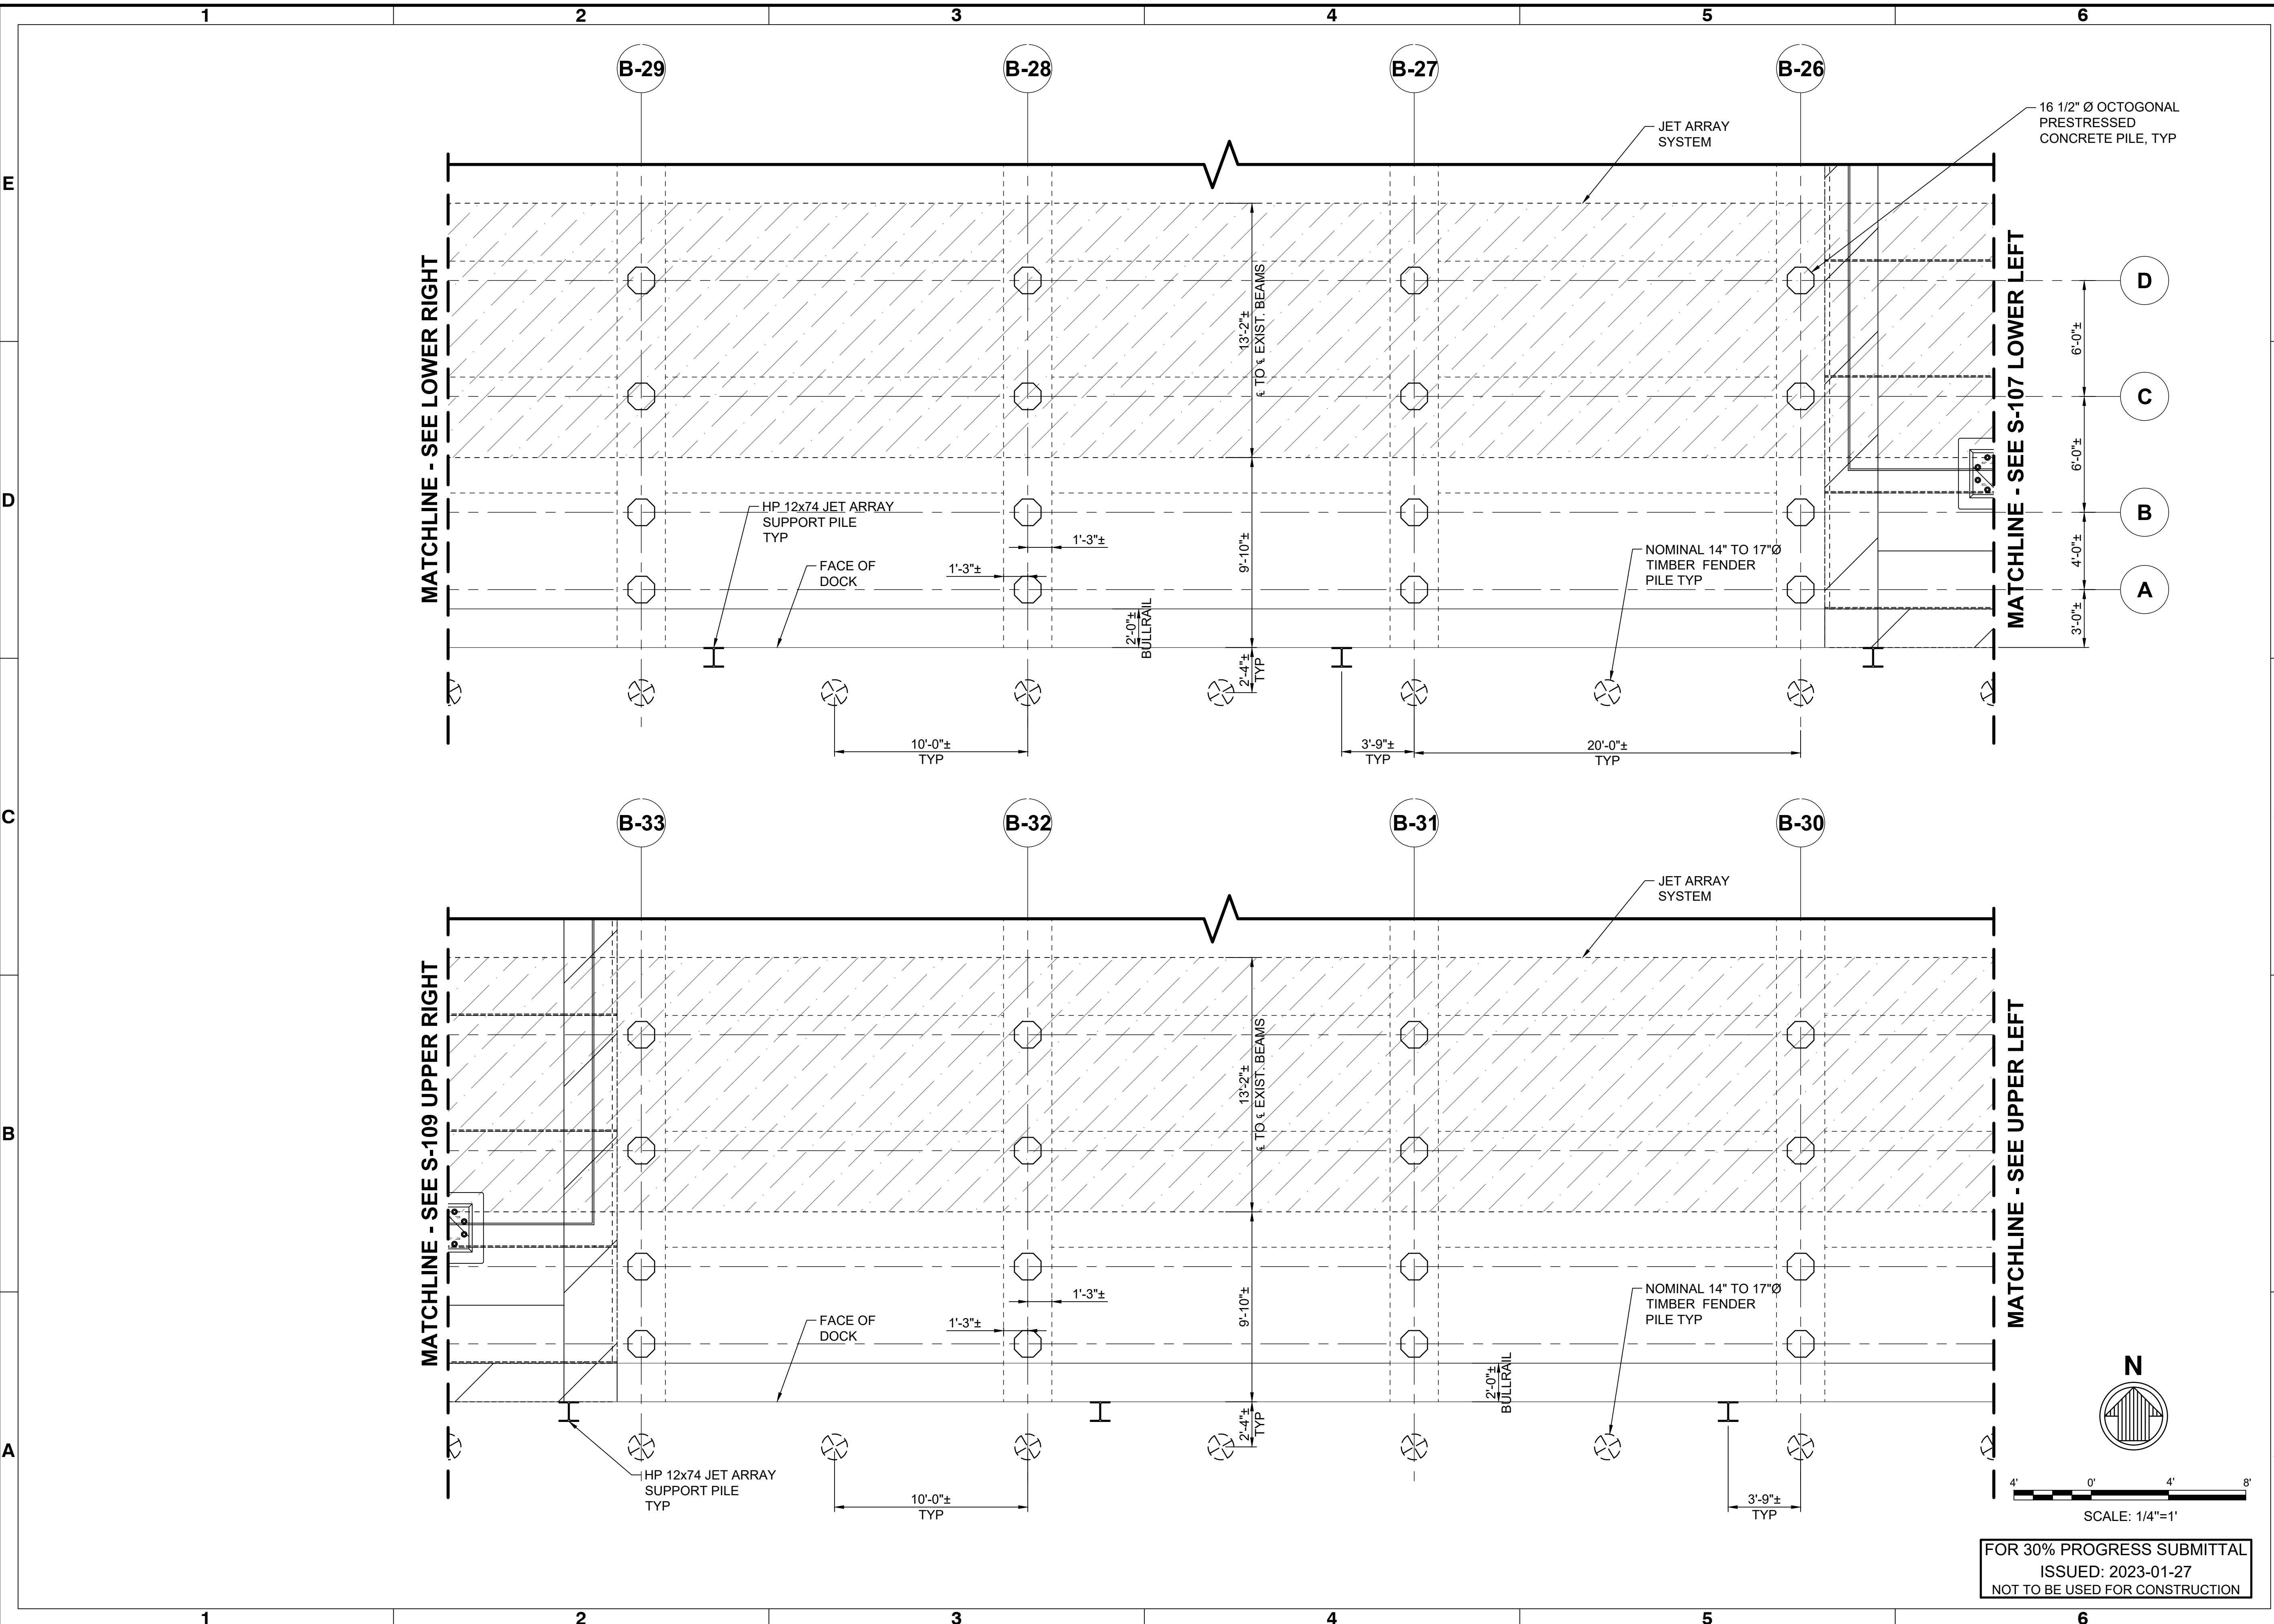 1 2 3 4 5 6
B-29 B-28 B-27 B-26
16 1/2" Ø OCTOGONAL
PRESTRESSED
CONCRETE PILE, TYP
JET ARRAY
SYSTEM
E
MATCHLINE - SEE LOWER RIGHT
13'-2"±
℄ TO ℄ EXIST. BEAMS
MATCHLINE - SEE S-107 LOWER LEFT
D
6'-0"±
C
6'-0"±
B
4'-0"±
A
3'-0"±
D
HP 12x74 JET ARRAY
SUPPORT PILE
TYP
FACE OF
DOCK
1'-3"±
1'-3"±
9'-10"±
2'-0"±
BULLRAIL
2'-4"±
TYP
NOMINAL 14" TO 17"Ø
TIMBER FENDER
PILE TYP
10'-0"±
TYP
3'-9"±
TYP
20'-0"±
TYP
C
B-33 B-32 B-31 B-30
JET ARRAY
SYSTEM
MATCHLINE - SEE S-109 UPPER RIGHT
13'-2"±
℄ TO ℄ EXIST. BEAMS
MATCHLINE - SEE UPPER LEFT
B
1'-3"±
1'-3"±
9'-10"±
FACE OF
DOCK
NOMINAL 14" TO 17"Ø
TIMBER FENDER
PILE TYP
2'-0"±
BULLRAIL
2'-4"±
TYP
A
HP 12x74 JET ARRAY
SUPPORT PILE
TYP
10'-0"±
TYP
3'-9"±
TYP
N
4' 0' 4' 8'
SCALE: 1/4"=1'
FOR 30% PROGRESS SUBMITTAL
ISSUED: 2023-01-27
NOT TO BE USED FOR CONSTRUCTION
1 2 3 4 5 6